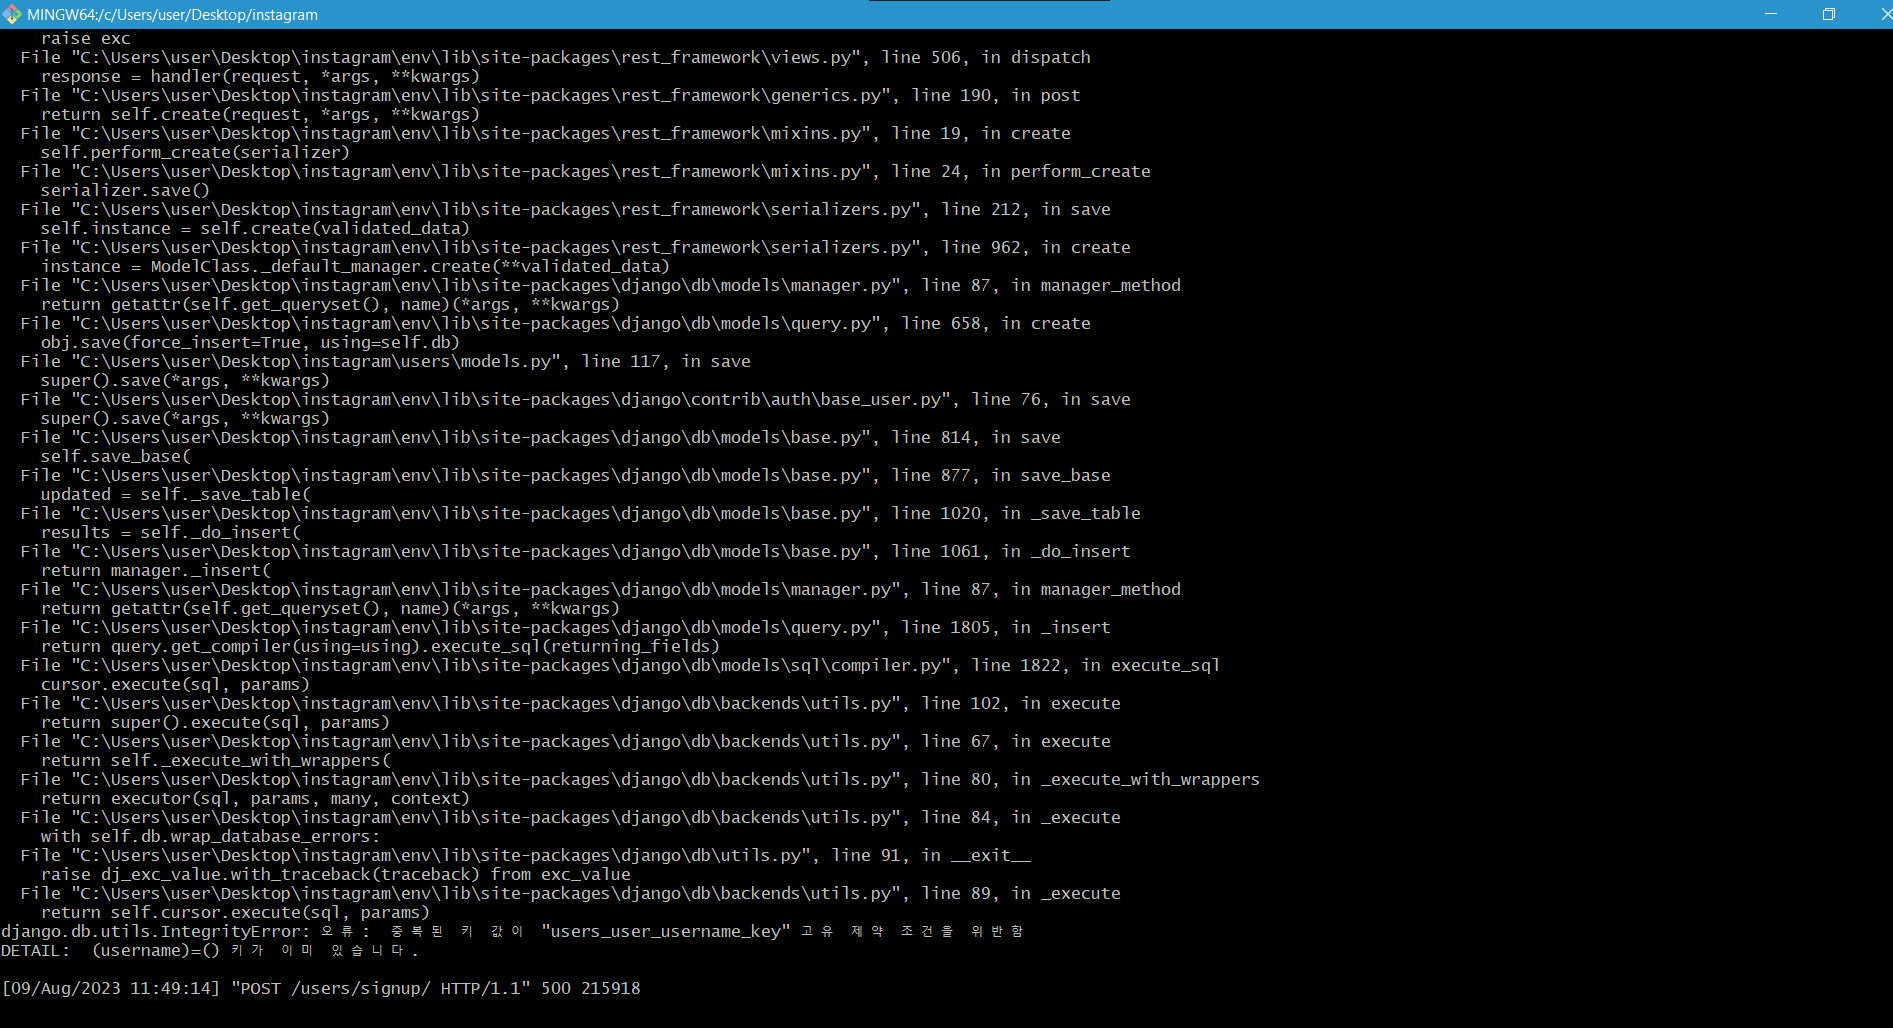 MINGW64:/c/Users/user/Desktop/instagram
    raise exc
  File "C:\Users\user\Desktop\instagram\env\lib\site-packages\rest_framework\views.py", line 506, in dispatch
    response = handler(request, *args, **kwargs)
  File "C:\Users\user\Desktop\instagram\env\lib\site-packages\rest_framework\generics.py", line 190, in post
    return self.create(request, *args, **kwargs)
  File "C:\Users\user\Desktop\instagram\env\lib\site-packages\rest_framework\mixins.py", line 19, in create
    self.perform_create(serializer)
  File "C:\Users\user\Desktop\instagram\env\lib\site-packages\rest_framework\mixins.py", line 24, in perform_create
    serializer.save()
  File "C:\Users\user\Desktop\instagram\env\lib\site-packages\rest_framework\serializers.py", line 212, in save
    self.instance = self.create(validated_data)
  File "C:\Users\user\Desktop\instagram\env\lib\site-packages\rest_framework\serializers.py", line 962, in create
    instance = ModelClass._default_manager.create(**validated_data)
  File "C:\Users\user\Desktop\instagram\env\lib\site-packages\django\db\models\manager.py", line 87, in manager_method
    return getattr(self.get_queryset(), name)(*args, **kwargs)
  File "C:\Users\user\Desktop\instagram\env\lib\site-packages\django\db\models\query.py", line 658, in create
    obj.save(force_insert=True, using=self.db)
  File "C:\Users\user\Desktop\instagram\users\models.py", line 117, in save
    super().save(*args, **kwargs)
  File "C:\Users\user\Desktop\instagram\env\lib\site-packages\django\contrib\auth\base_user.py", line 76, in save
    super().save(*args, **kwargs)
  File "C:\Users\user\Desktop\instagram\env\lib\site-packages\django\db\models\base.py", line 814, in save
    self.save_base(
  File "C:\Users\user\Desktop\instagram\env\lib\site-packages\django\db\models\base.py", line 877, in save_base
    updated = self._save_table(
  File "C:\Users\user\Desktop\instagram\env\lib\site-packages\django\db\models\base.py", line 1020, in _save_table
    results = self._do_insert(
  File "C:\Users\user\Desktop\instagram\env\lib\site-packages\django\db\models\base.py", line 1061, in _do_insert
    return manager._insert(
  File "C:\Users\user\Desktop\instagram\env\lib\site-packages\django\db\models\manager.py", line 87, in manager_method
    return getattr(self.get_queryset(), name)(*args, **kwargs)
  File "C:\Users\user\Desktop\instagram\env\lib\site-packages\django\db\models\query.py", line 1805, in _insert
    return query.get_compiler(using=using).execute_sql(returning_fields)
  File "C:\Users\user\Desktop\instagram\env\lib\site-packages\django\db\models\sql\compiler.py", line 1822, in execute_sql
    cursor.execute(sql, params)
  File "C:\Users\user\Desktop\instagram\env\lib\site-packages\django\db\backends\utils.py", line 102, in execute
    return super().execute(sql, params)
  File "C:\Users\user\Desktop\instagram\env\lib\site-packages\django\db\backends\utils.py", line 67, in execute
    return self._execute_with_wrappers(
  File "C:\Users\user\Desktop\instagram\env\lib\site-packages\django\db\backends\utils.py", line 80, in _execute_with_wrappers
    return executor(sql, params, many, context)
  File "C:\Users\user\Desktop\instagram\env\lib\site-packages\django\db\backends\utils.py", line 84, in _execute
    with self.db.wrap_database_errors:
  File "C:\Users\user\Desktop\instagram\env\lib\site-packages\django\db\utils.py", line 91, in __exit__
    raise dj_exc_value.with_traceback(traceback) from exc_value
  File "C:\Users\user\Desktop\instagram\env\lib\site-packages\django\db\backends\utils.py", line 89, in _execute
    return self.cursor.execute(sql, params)
django.db.utils.IntegrityError: 오류: 중복된 키 값이 "users_user_username_key" 고유 제약 조건을 위반함
DETAIL:  (username)=() 키가 이미 있습니다.
[09/Aug/2023 11:49:14] "POST /users/signup/ HTTP/1.1" 500 215918